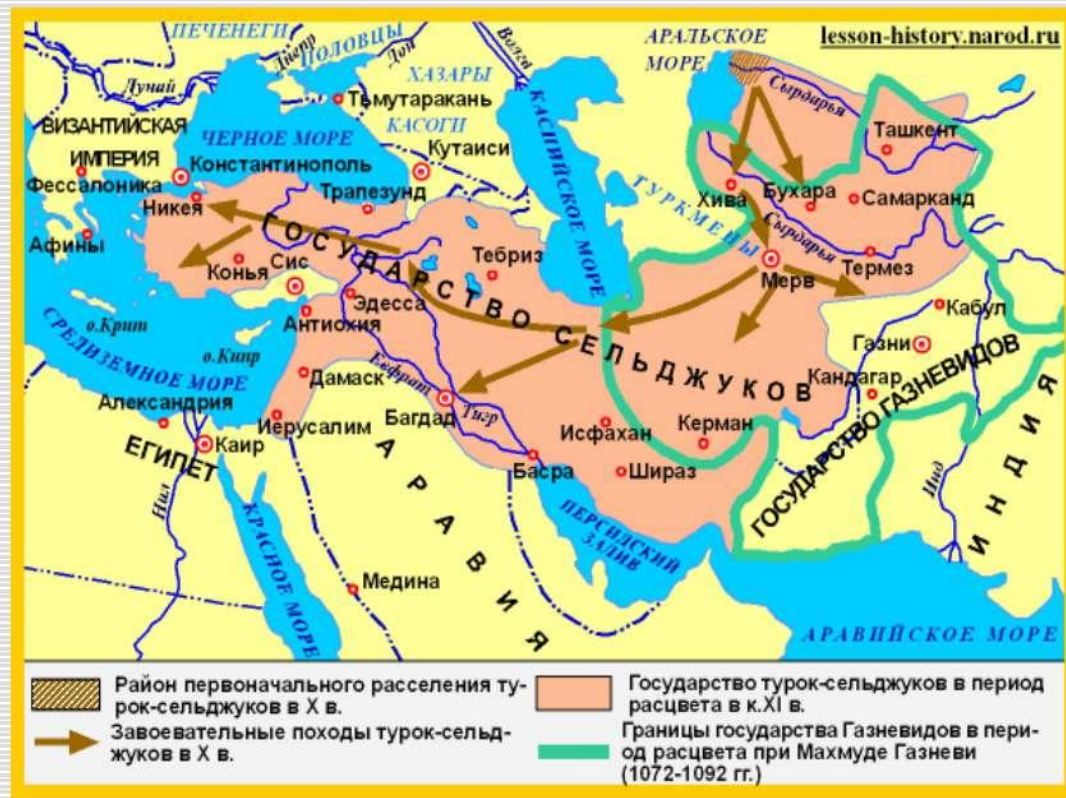 lesson-history.narod.ru
ПЕЧЕНЕГИ
ПОЛОВЦЫ
Днепр
Дон
Волга
АРАЛЬСКОЕ
МОРЕ
Дунай
ХАЗАРЫ
Сырдарья
Тьмутаракань
КАСОГИ
КАСПИЙСКОЕ МОРЕ
Ташкент
ВИЗАНТИЙСКАЯ
ИМПЕРИЯ
ЧЕРНОЕ МОРЕ
Константинополь
Кутаиси
Фессалоника
Никея
Трапезунд
ТУРКМЕНЫ
Хива
Бухара
Самарканд
Афины
Конья
Сис
Тебриз
Сырдарья
Мерв
Термез
ГОСУДАРСТВО СЕЛЬДЖУКОВ
Эдесса
Антиохия
Кабул
Газни
о.Крит
о.Кипр
СРЕДИЗЕМНОЕ МОРЕ
Дамаск
Евфрат
Тигр
Багдад
Кандагар
ГОСУДАРСТВО ГАЗНЕВИДОВ
Александрия
Иерусалим
Исфахан
Керман
ЕГИПЕТ
Каир
Басра
Шираз
Инд
ИНДИЯ
Нил
АРАВИЯ
КРАСНОЕ МОРЕ
ПЕРСИДСКИЙ
ЗАЛИВ
Медина
АРАВИЙСКОЕ МОРЕ
Район первоначального расселения ту-
рок-сельджуков в X в.
Завоевательные походы турок-сельд-
жуков в X в.
Государство турок-сельджуков в период
расцвета в к.XI в.
Границы государства Газневидов в пери-
од расцвета при Махмуде Газневи
(1072-1092 гг.)